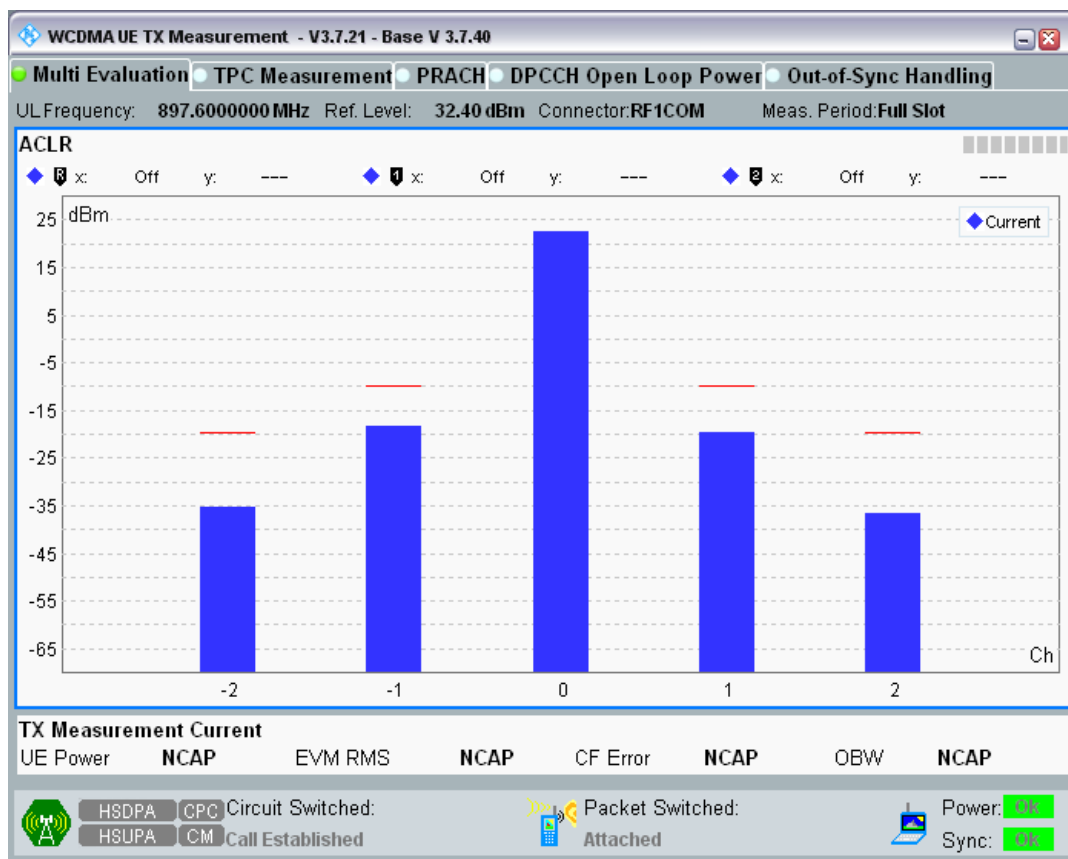 WCDMA UE TX Measurement - V3.7.21 - Base V 3.7.40
Multi Evaluation TPC Measurement PRACH DPCCH Open Loop Power Out-of-Sync Handling
UL Frequency: 897.6000000 MHz Ref. Level: 32.40 dBm Connector:RF1COM Meas. Period:Full Slot
ACLR
R x: Off y: --- 1 x: Off y: --- 2 x: Off y: ---
25 dBm Current
15
5
-5
-15
-25
-35
-45
-55
-65
Ch
-2 -1 0 1 2
TX Measurement Current
UE Power NCAP EVM RMS NCAP CF Error NCAP OBW NCAP
HSDPA CPC Circuit Switched: Packet Switched: Power: Ok
HSUPA CM Call Established Attached Sync: Ok